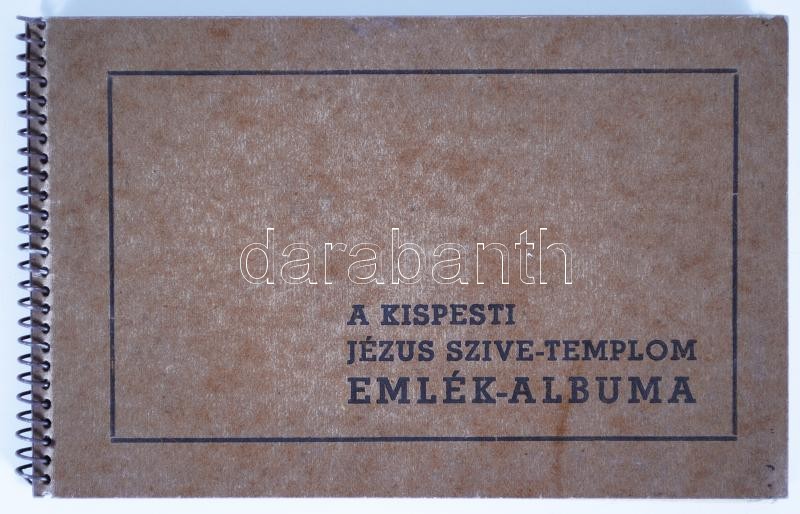 darabanth
A KISPESTI
JÉZUS SZIVE-TEMPLOM
EMLÉK-ALBUMA